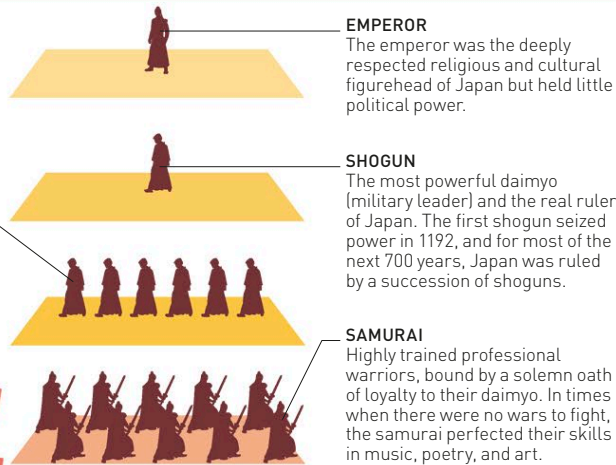 EMPEROR
The emperor was the deeply
respected religious and cultural
figurehead of Japan but held little
political power.
SHOGUN
The most powerful daimyo
(military leader) and the real ruler
of Japan. The first shogun seized
power in 1192, and for most of the
next 700 years, Japan was ruled
by a succession of shoguns.
SAMURAI
Highly trained professional
warriors, bound by a solemn oath
of loyalty to their daimyo. In times
when there were no wars to fight,
the samurai perfected their skills
in music, poetry, and art.